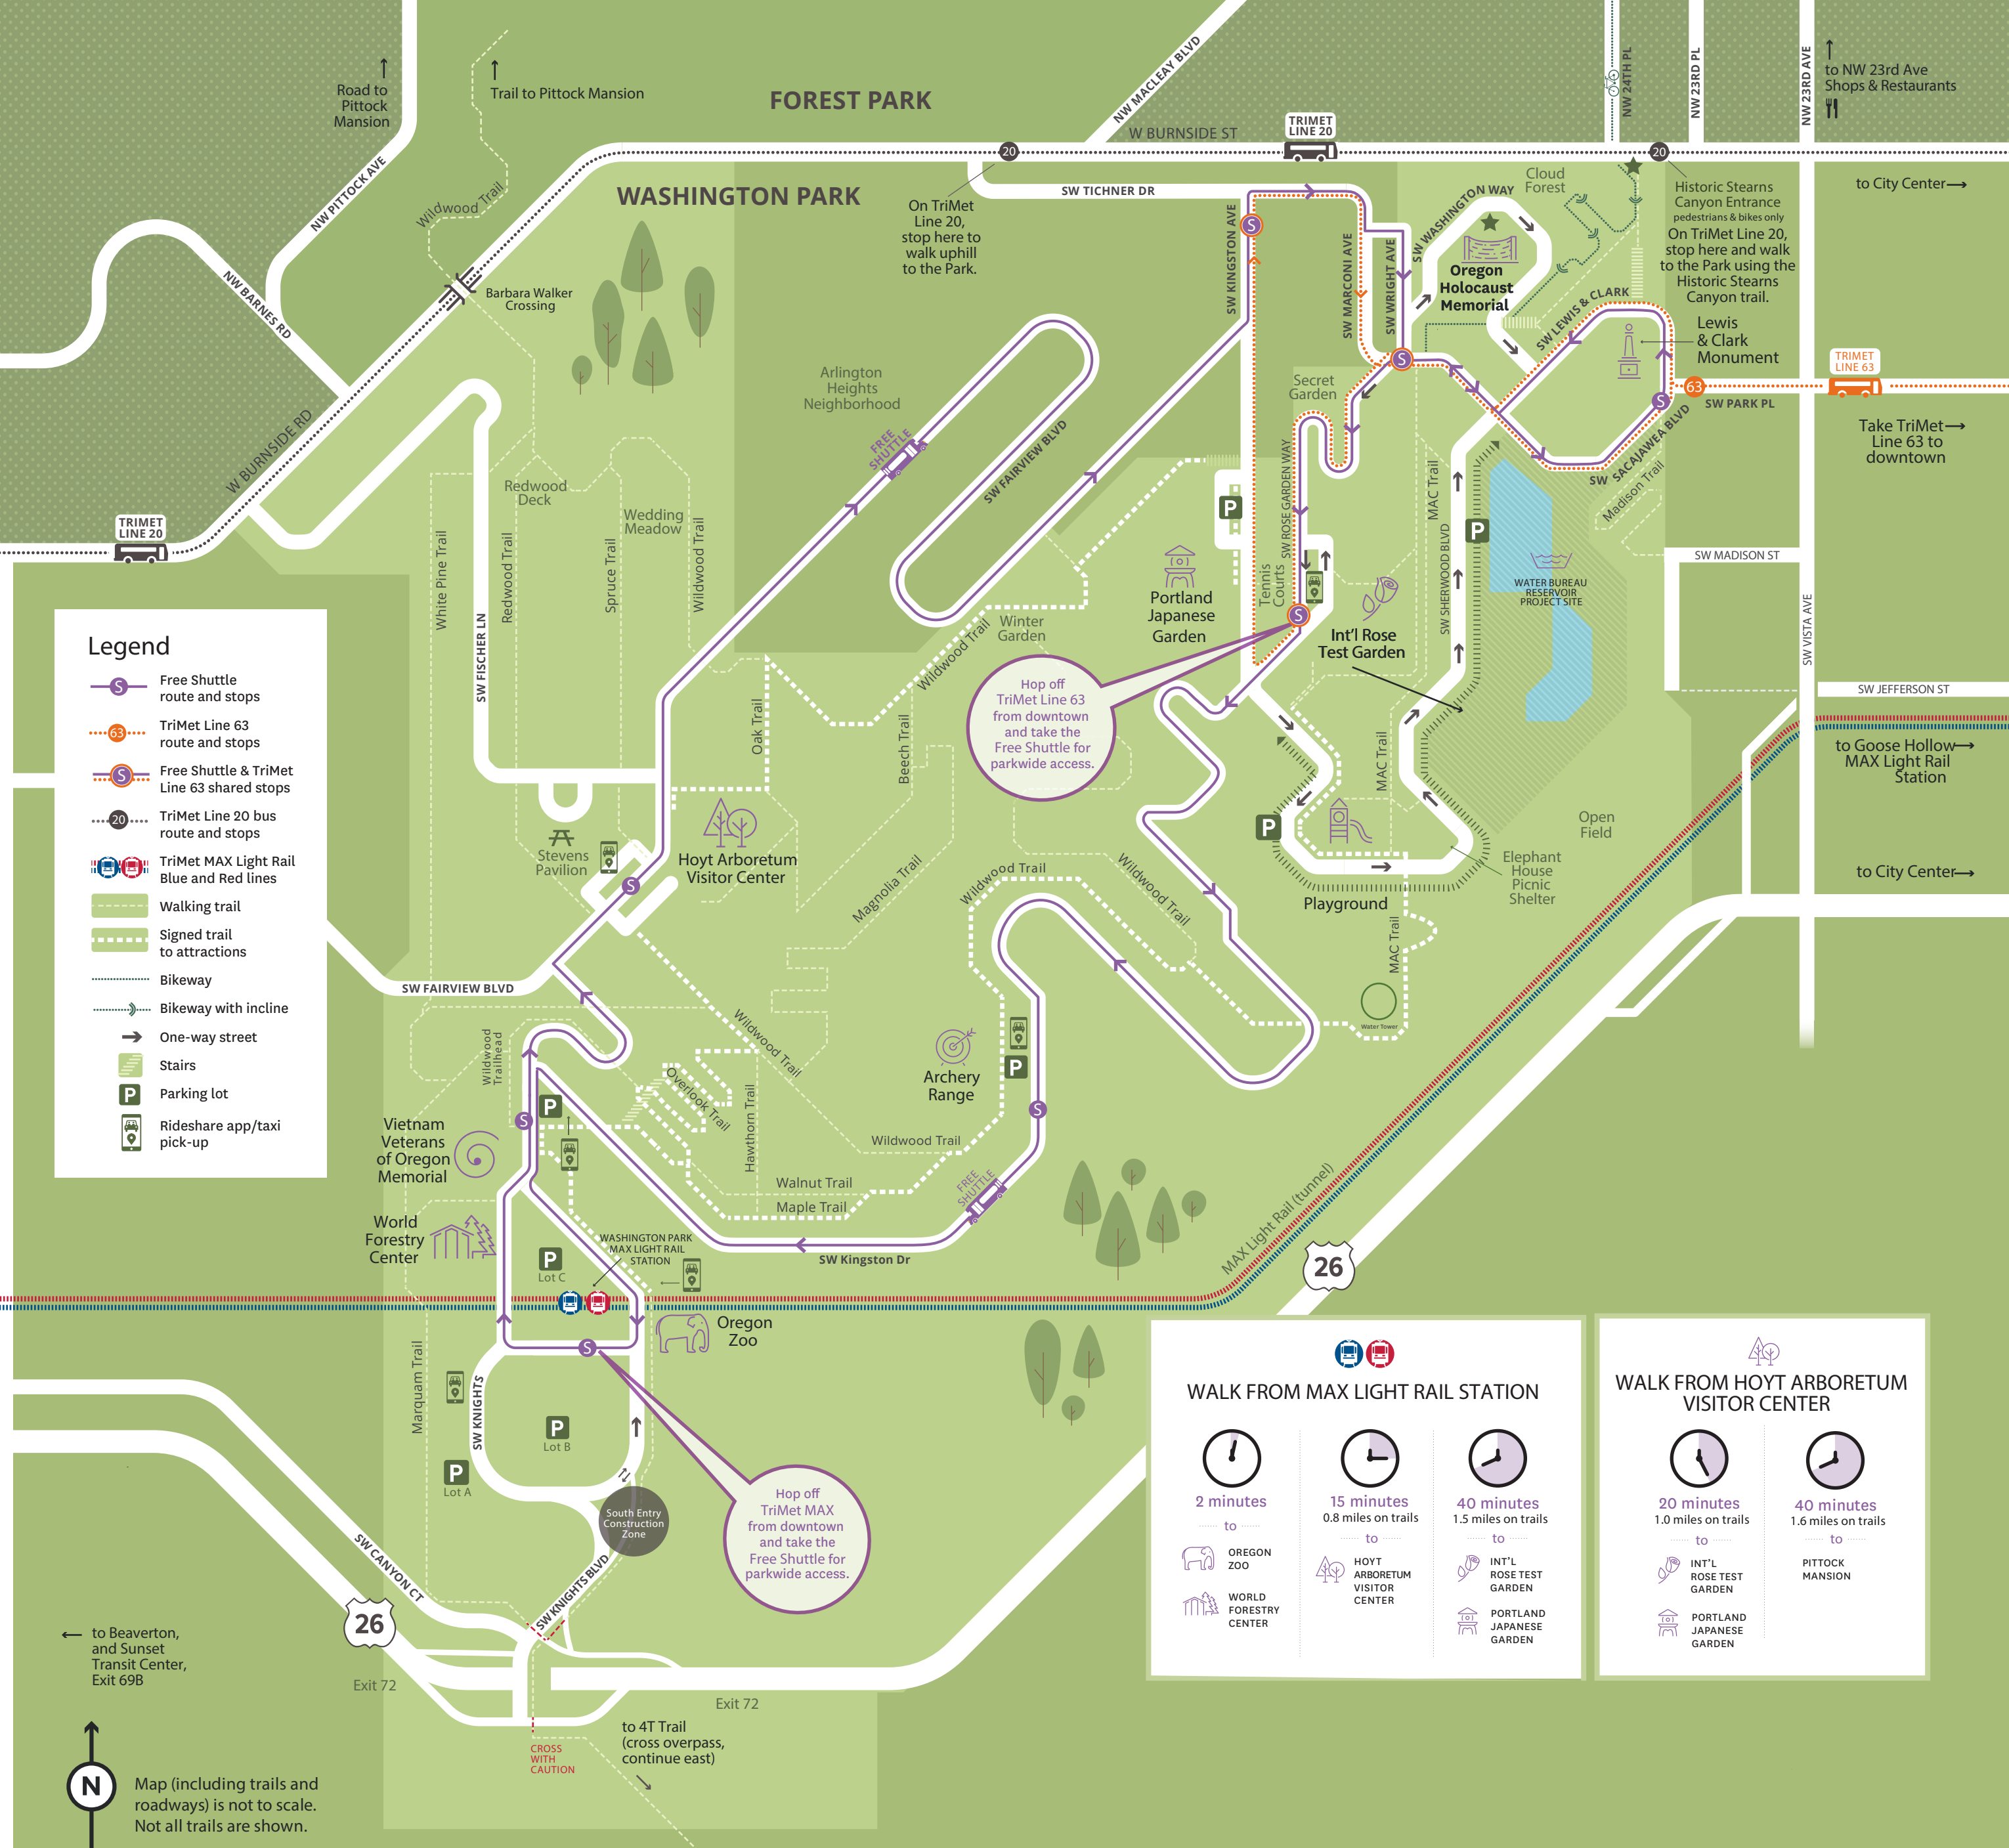 Road to
Pittock
Mansion
Trail to Pittock Mansion
FOREST PARK
NW MACLEAY BLVD
W BURNSIDE ST
TRIMET
LINE 20
NW 24TH PL
NW 23RD PL
NW 23RD AVE
to NW 23rd Ave
Shops & Restaurants
20
20
NW PITTOCK AVE
Wildwood Trail
WASHINGTON PARK
SW TICHNER DR
On TriMet
Line 20,
stop here to
walk uphill
to the Park.
SW KINGSTON AVE
S
SW MARCONI AVE
SW WRIGHT AVE
SW WASHINGTON WAY
Cloud
Forest
Oregon
Holocaust
Memorial
Historic Stearns
Canyon Entrance
pedestrians & bikes only
On TriMet Line 20,
stop here and walk
to the Park using the
Historic Stearns
Canyon trail.
to City Center
NW BARNES RD
Barbara Walker
Crossing
SW LEWIS & CLARK
Lewis
& Clark
Monument
TRIMET
LINE 63
63
S
S
SW PARK PL
SW SACAJAWEA BLVD
Madison Trail
Take TriMet
Line 63 to
downtown
Arlington
Heights
Neighborhood
FREE
SHUTTLE
SW FAIRVIEW BLVD
Secret
Garden
W BURNSIDE RD
TRIMET
LINE 20
Redwood
Deck
Wedding
Meadow
White Pine Trail
Redwood Trail
Spruce Trail
Wildwood Trail
SW FISCHER LN
P
SW ROSE GARDEN WAY
MAC Trail
P
SW SHERWOOD BLVD
WATER BUREAU
RESERVOIR
PROJECT SITE
SW MADISON ST
SW VISTA AVE
SW JEFFERSON ST
Portland
Japanese
Garden
Tennis
Courts
S
Int'l Rose
Test Garden
Winter
Garden
Wildwood Trail
Hop off
TriMet Line 63
from downtown
and take the
Free Shuttle for
parkwide access.
to Goose Hollow
MAX Light Rail
Station
Legend
S
Free Shuttle
route and stops
63
TriMet Line 63
route and stops
S
Free Shuttle & TriMet
Line 63 shared stops
20
TriMet Line 20 bus
route and stops
TriMet MAX Light Rail
Blue and Red lines
Walking trail
Signed trail
to attractions
Bikeway
Bikeway with incline
One-way street
Stairs
P
Parking lot
Rideshare app/taxi
pick-up
Oak Trail
Beech Trail
MAC Trail
P
Open
Field
Elephant
House
Picnic
Shelter
Playground
to City Center
Stevens
Pavilion
Hoyt Arboretum
Visitor Center
S
Magnolia Trail
Wildwood Trail
Wildwood Trail
MAC Trail
Water Tower
SW FAIRVIEW BLVD
Wildwood
Trailhead
Wildwood Trail
Overlook Trail
Hawthorn Trail
Archery
Range
P
S
Wildwood Trail
Walnut Trail
Maple Trail
FREE
SHUTTLE
SW Kingston Dr
P
S
Vietnam
Veterans
of Oregon
Memorial
World
Forestry
Center
P
Lot C
WASHINGTON PARK
MAX LIGHT RAIL
STATION
MAX Light Rail (tunnel)
26
Oregon
Zoo
S
Marquam Trail
SW KNIGHTS
P
Lot B
P
Lot A
South Entry
Construction
Zone
Hop off
TriMet MAX
from downtown
and take the
Free Shuttle for
parkwide access.
SW CANYON CT
SW KNIGHTS BLVD
26
to Beaverton,
and Sunset
Transit Center,
Exit 69B
Exit 72
Exit 72
to 4T Trail
(cross overpass,
continue east)
CROSS
WITH
CAUTION
N
Map (including trails and
roadways) is not to scale.
Not all trails are shown.
WALK FROM MAX LIGHT RAIL STATION
2 minutes
to
OREGON
ZOO
WORLD
FORESTRY
CENTER
15 minutes
0.8 miles on trails
to
HOYT
ARBORETUM
VISITOR
CENTER
40 minutes
1.5 miles on trails
to
INT'L
ROSE TEST
GARDEN
PORTLAND
JAPANESE
GARDEN
WALK FROM HOYT ARBORETUM
VISITOR CENTER
20 minutes
1.0 miles on trails
to
INT'L
ROSE TEST
GARDEN
PORTLAND
JAPANESE
GARDEN
40 minutes
1.6 miles on trails
to
PITTOCK
MANSION